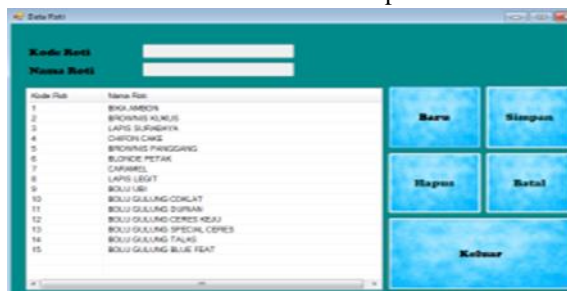 Data Roti
Kode Roti
Nama Roti
Kode Roti Nama Roti
1 BIKA AMBON
2 BROWNIS KUKUS
3 LAPIS SURABAYA
4 CHIFON CAKE
5 BROWNIS PANGGANG
6 BLONDE PETAK
7 CARAMEL
8 LAPIS LEGIT
9 BOLU UBI
10 BOLU GULUNG COKLAT
11 BOLU GULUNG DURIAN
12 BOLU GULUNG CERES KEJU
13 BOLU GULUNG SPECIAL CERES
14 BOLU GULUNG TALAS
15 BOLU GULUNG BLUE FEAT
Baru Simpan
Hapus Batal
Keluar